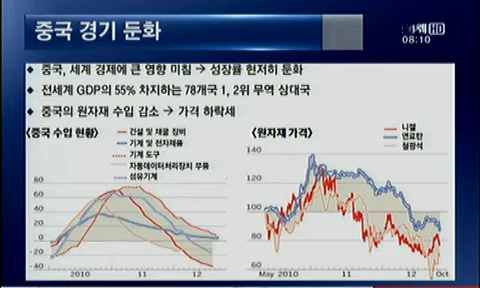 중국 경기 둔화
HD
08:10
중국, 세계 경제에 큰 영향 미침 → 성장률 현저히 둔화
전세계 GDP의 55% 차지하는 78개국 1, 2위 무역 상대국
중국의 원자재 수입 감소 → 가격 하락세
<중국 수입 현황>
건설 및 채굴 장비
기계 및 전자제품
기계 도구
자동데이터처리장치 부품
섬유기계
80
60
40
20
0
-20
-40
2010
11
12
<원자재 가격>
니켈
연료탄
철광석
140
120
100
80
60
May 2010
11
12
Oct